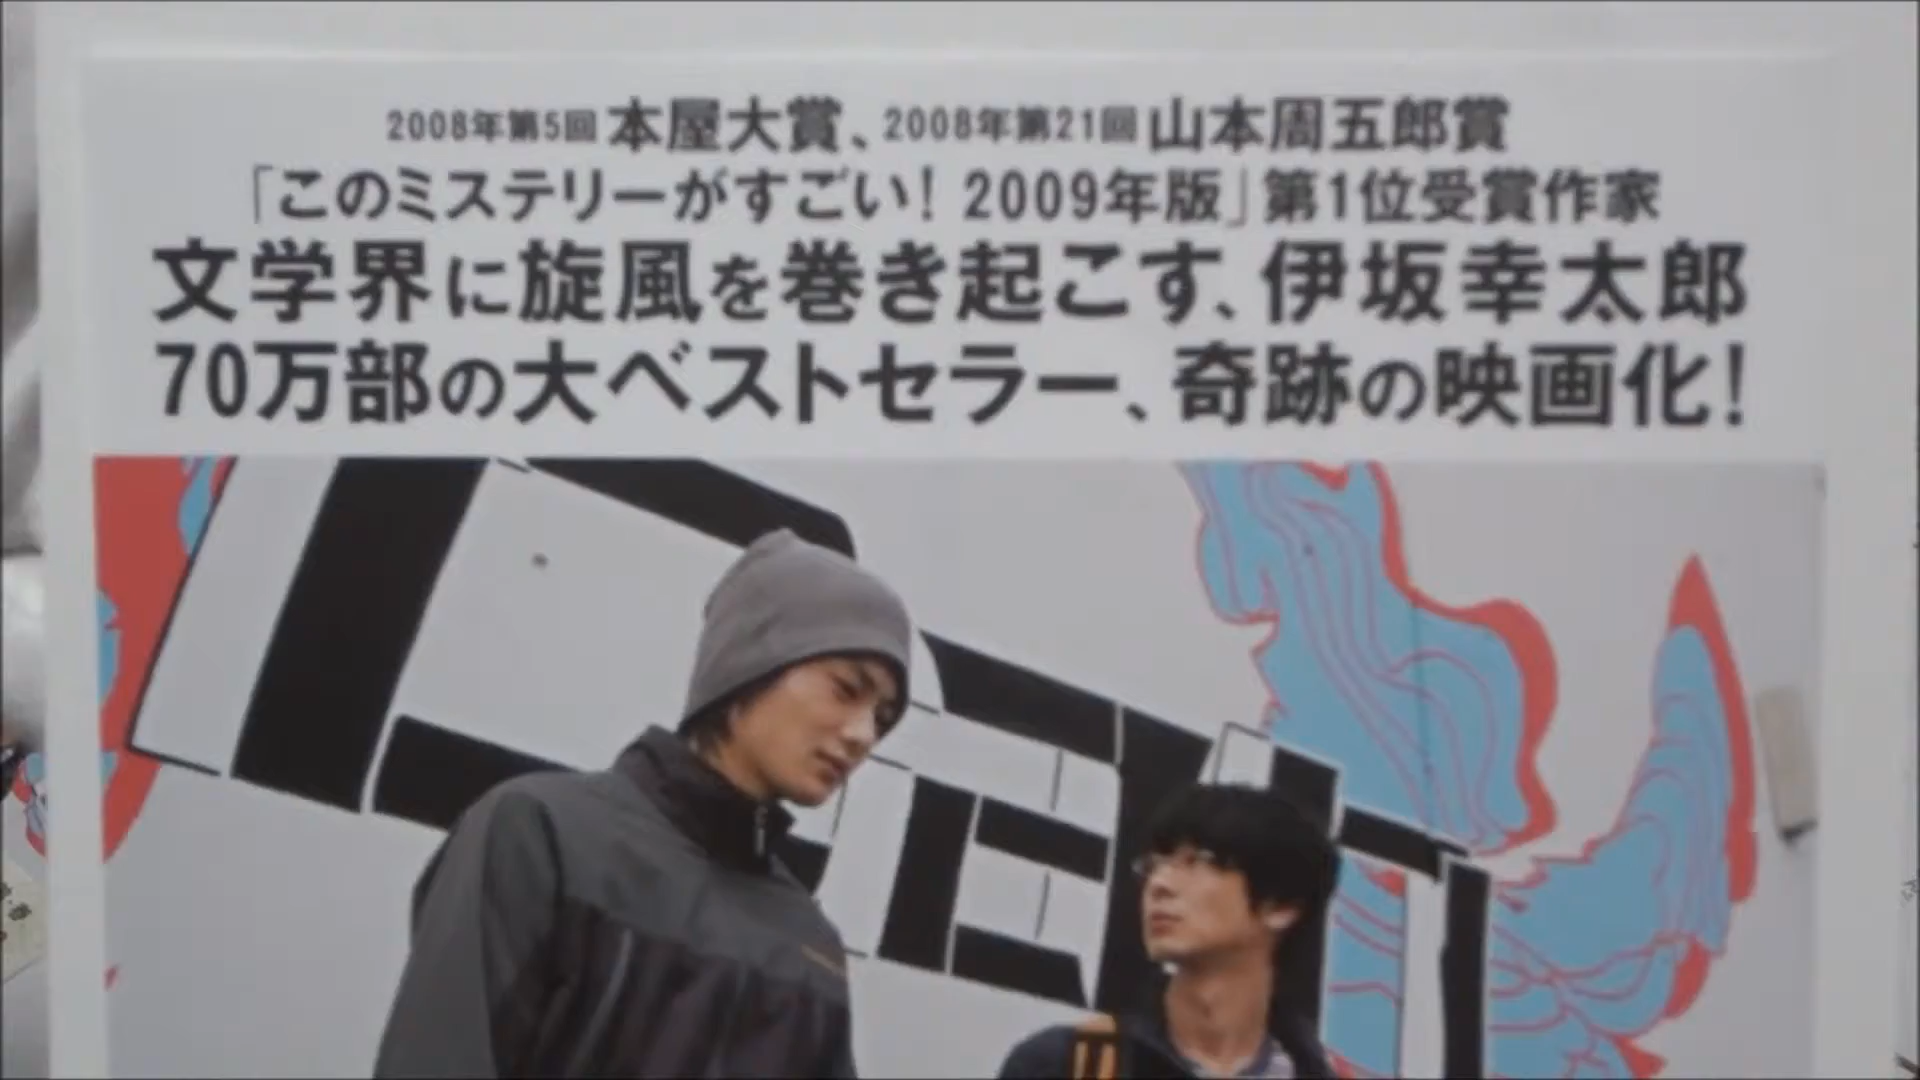 2008年第5回 本屋大賞、2008年第21回 山本周五郎賞
「このミステリーがすごい! 2009年版」第1位受賞作家
文学界に旋風を巻き起こす、伊坂幸太郎
70万部の大ベストセラー、奇跡の映画化!